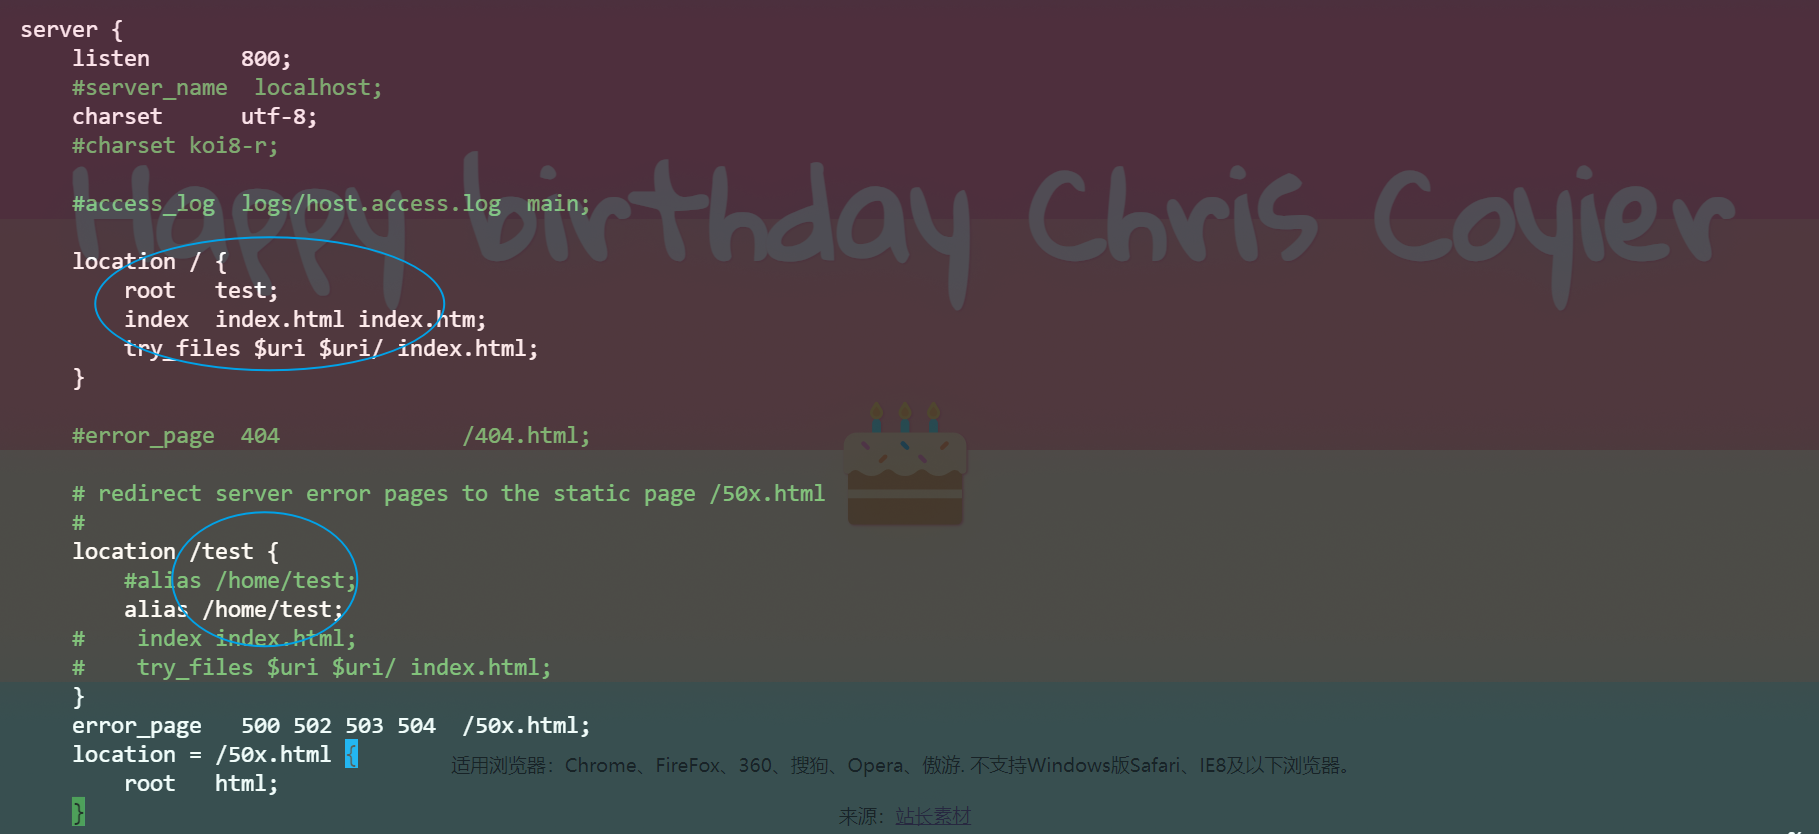 server {
    listen       800;
    #server_name  localhost;
    charset      utf-8;
    #charset koi8-r;
    #access_log  logs/host.access.log  main;
Happy birthday Chris Coyier
    location / {
        root   test;
        index  index.html index.htm;
        try_files $uri $uri/ index.html;
    }
    #error_page  404              /404.html;
    # redirect server error pages to the static page /50x.html
    #
    location /test {
        #alias /home/test;
        alias /home/test;
    #    index index.html;
    #    try_files $uri $uri/ index.html;
    }
    error_page   500 502 503 504  /50x.html;
    location = /50x.html {
适用浏览器：Chrome、FireFox、360、搜狗、Opera、傲游. 不支持Windows版Safari、IE8及以下浏览器。
        root   html;
    }
来源：站长素材